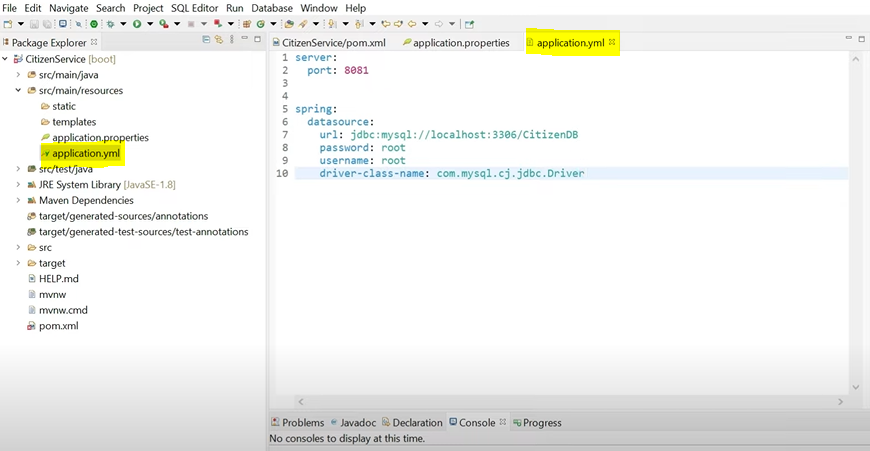 File Edit Navigate Search Project SQL Editor Run Database Window Help
Package Explorer
CitizenService [boot]
src/main/java
src/main/resources
static
templates
application.properties
application.yml
src/test/java
JRE System Library [JavaSE-1.8]
Maven Dependencies
target/generated-sources/annotations
target/generated-test-sources/test-annotations
src
target
HELP.md
mvnw
mvnw.cmd
pom.xml
CitizenService/pom.xml application.properties application.yml
1 server:
2 port: 8081
3
4
5 spring:
6 datasource:
7 url: jdbc:mysql://localhost:3306/CitizenDB
8 password: root
9 username: root
10 driver-class-name: com.mysql.cj.jdbc.Driver
Problems Javadoc Declaration Console Progress
No consoles to display at this time.